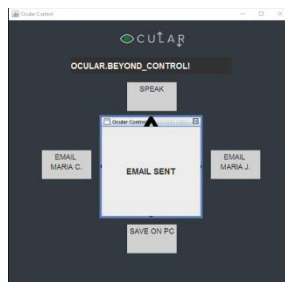 Ocular Control
OCULAR
OCULAR.BEYOND_CONTROL!
SPEAK
Ocular Control
EMAIL
MARIA C.
EMAIL SENT
EMAIL
MARIA J.
SAVE ON PC